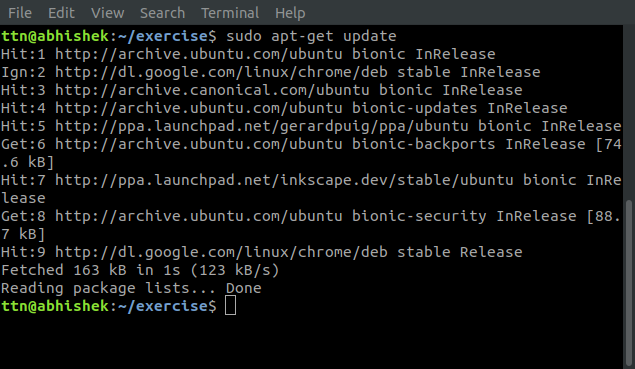 File Edit View Search Terminal Help
ttn@abhishek:~/exercise$ sudo apt-get update
Hit:1 http://archive.ubuntu.com/ubuntu bionic InRelease
Ign:2 http://dl.google.com/linux/chrome/deb stable InRelease
Hit:3 http://archive.canonical.com/ubuntu bionic InRelease
Hit:4 http://archive.ubuntu.com/ubuntu bionic-updates InRelease
Hit:5 http://ppa.launchpad.net/gerardpuig/ppa/ubuntu bionic InRelease
Get:6 http://archive.ubuntu.com/ubuntu bionic-backports InRelease [74
.6 kB]
Hit:7 http://ppa.launchpad.net/inkscape.dev/stable/ubuntu bionic InRe
lease
Get:8 http://archive.ubuntu.com/ubuntu bionic-security InRelease [88.
7 kB]
Hit:9 http://dl.google.com/linux/chrome/deb stable Release
Fetched 163 kB in 1s (123 kB/s)
Reading package lists... Done
ttn@abhishek:~/exercise$